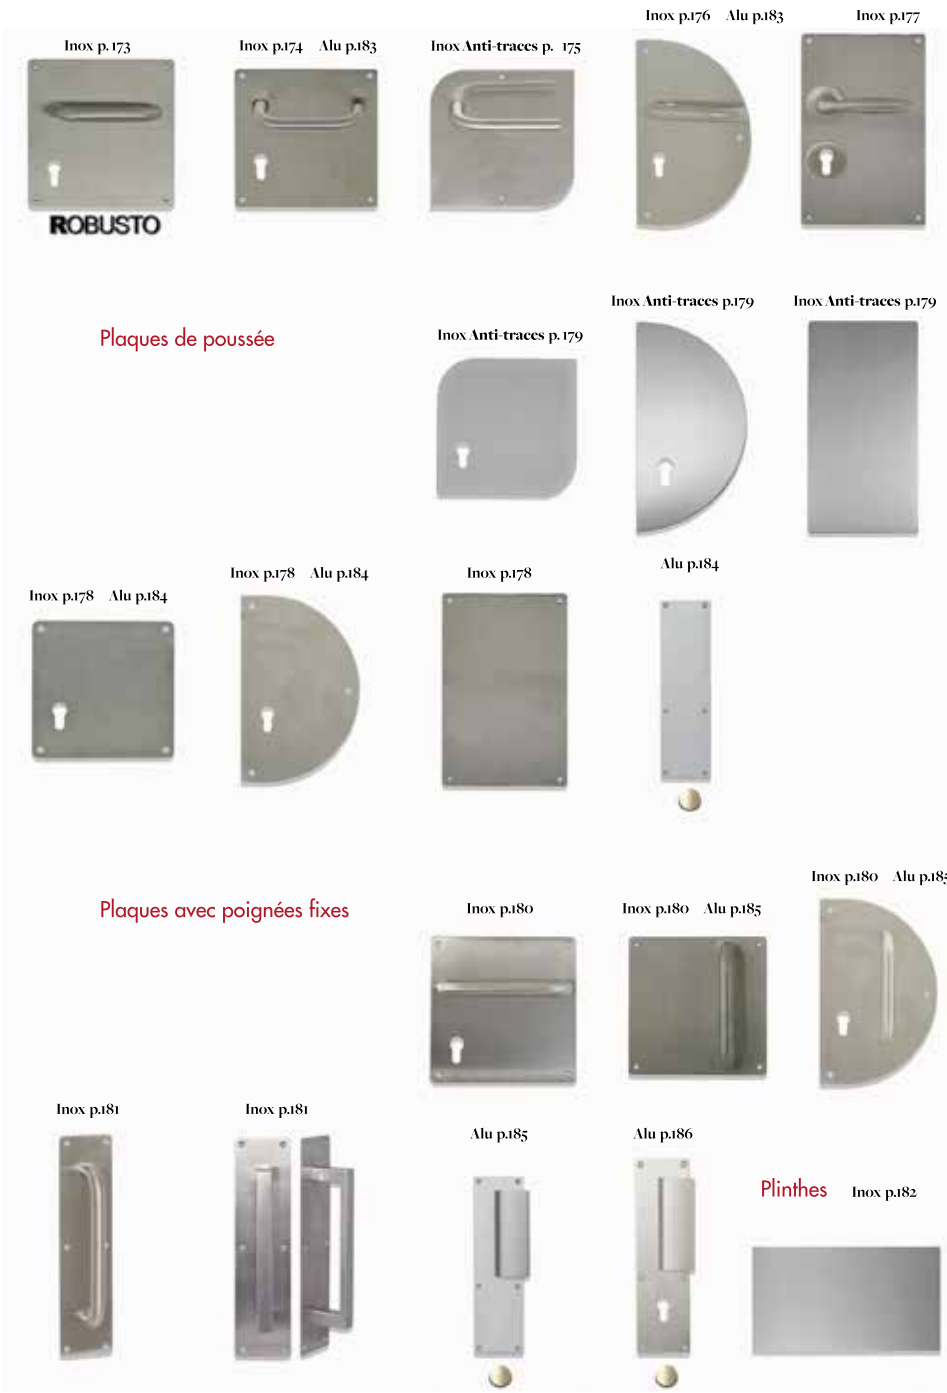 Inox p.176 Alu p.183
Inox p.177
Inox p. 173
Inox p.174 Alu p.183
Inox Anti-traces p. 175
ROBUSTO
Inox Anti-traces p.179
Inox Anti-traces p.179
Plaques de poussée
Inox Anti-traces p. 179
Alu p.184
Inox p.178 Alu p.184
Inox p.178
Inox p.178 Alu p.184
Inox p.180 Alu p.185
Plaques avec poignées fixes
Inox p.180
Inox p.180 Alu p.185
Inox p.181
Inox p.181
Alu p.185
Alu p.186
Plinthes
Inox p.182